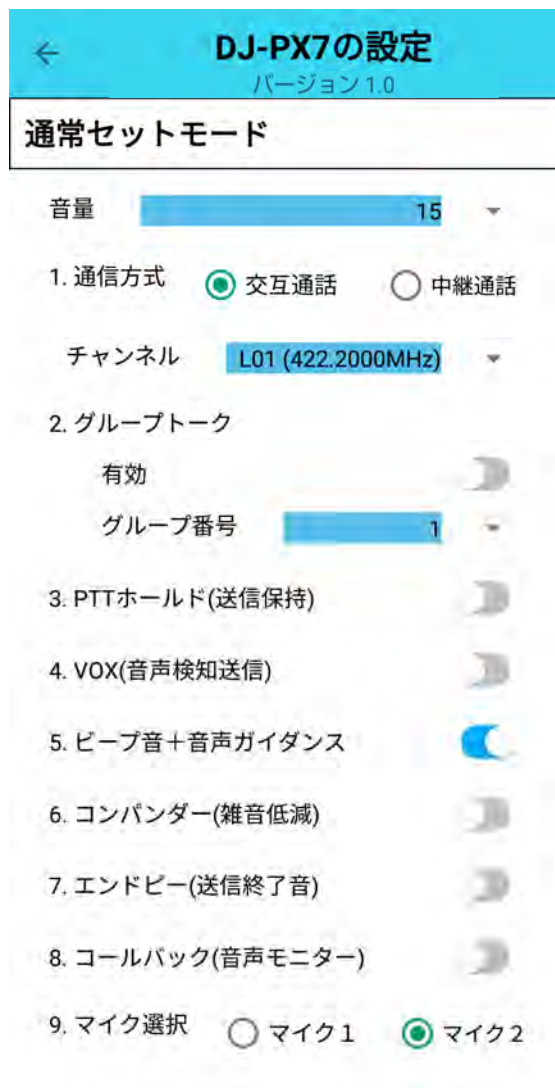 DJ-PX7の設定
バージョン 1.0
通常セットモード
音量 15
1. 通信方式 交互通話 中継通話
チャンネル L01 (422.2000MHz)
2. グループトーク
有効
グループ番号 1
3. PTTホールド(送信保持)
4. VOX(音声検知送信)
5. ビープ音＋音声ガイダンス
6. コンパンダー(雑音低減)
7. エンドピー(送信終了音)
8. コールバック(音声モニター)
9. マイク選択 マイク１ マイク２